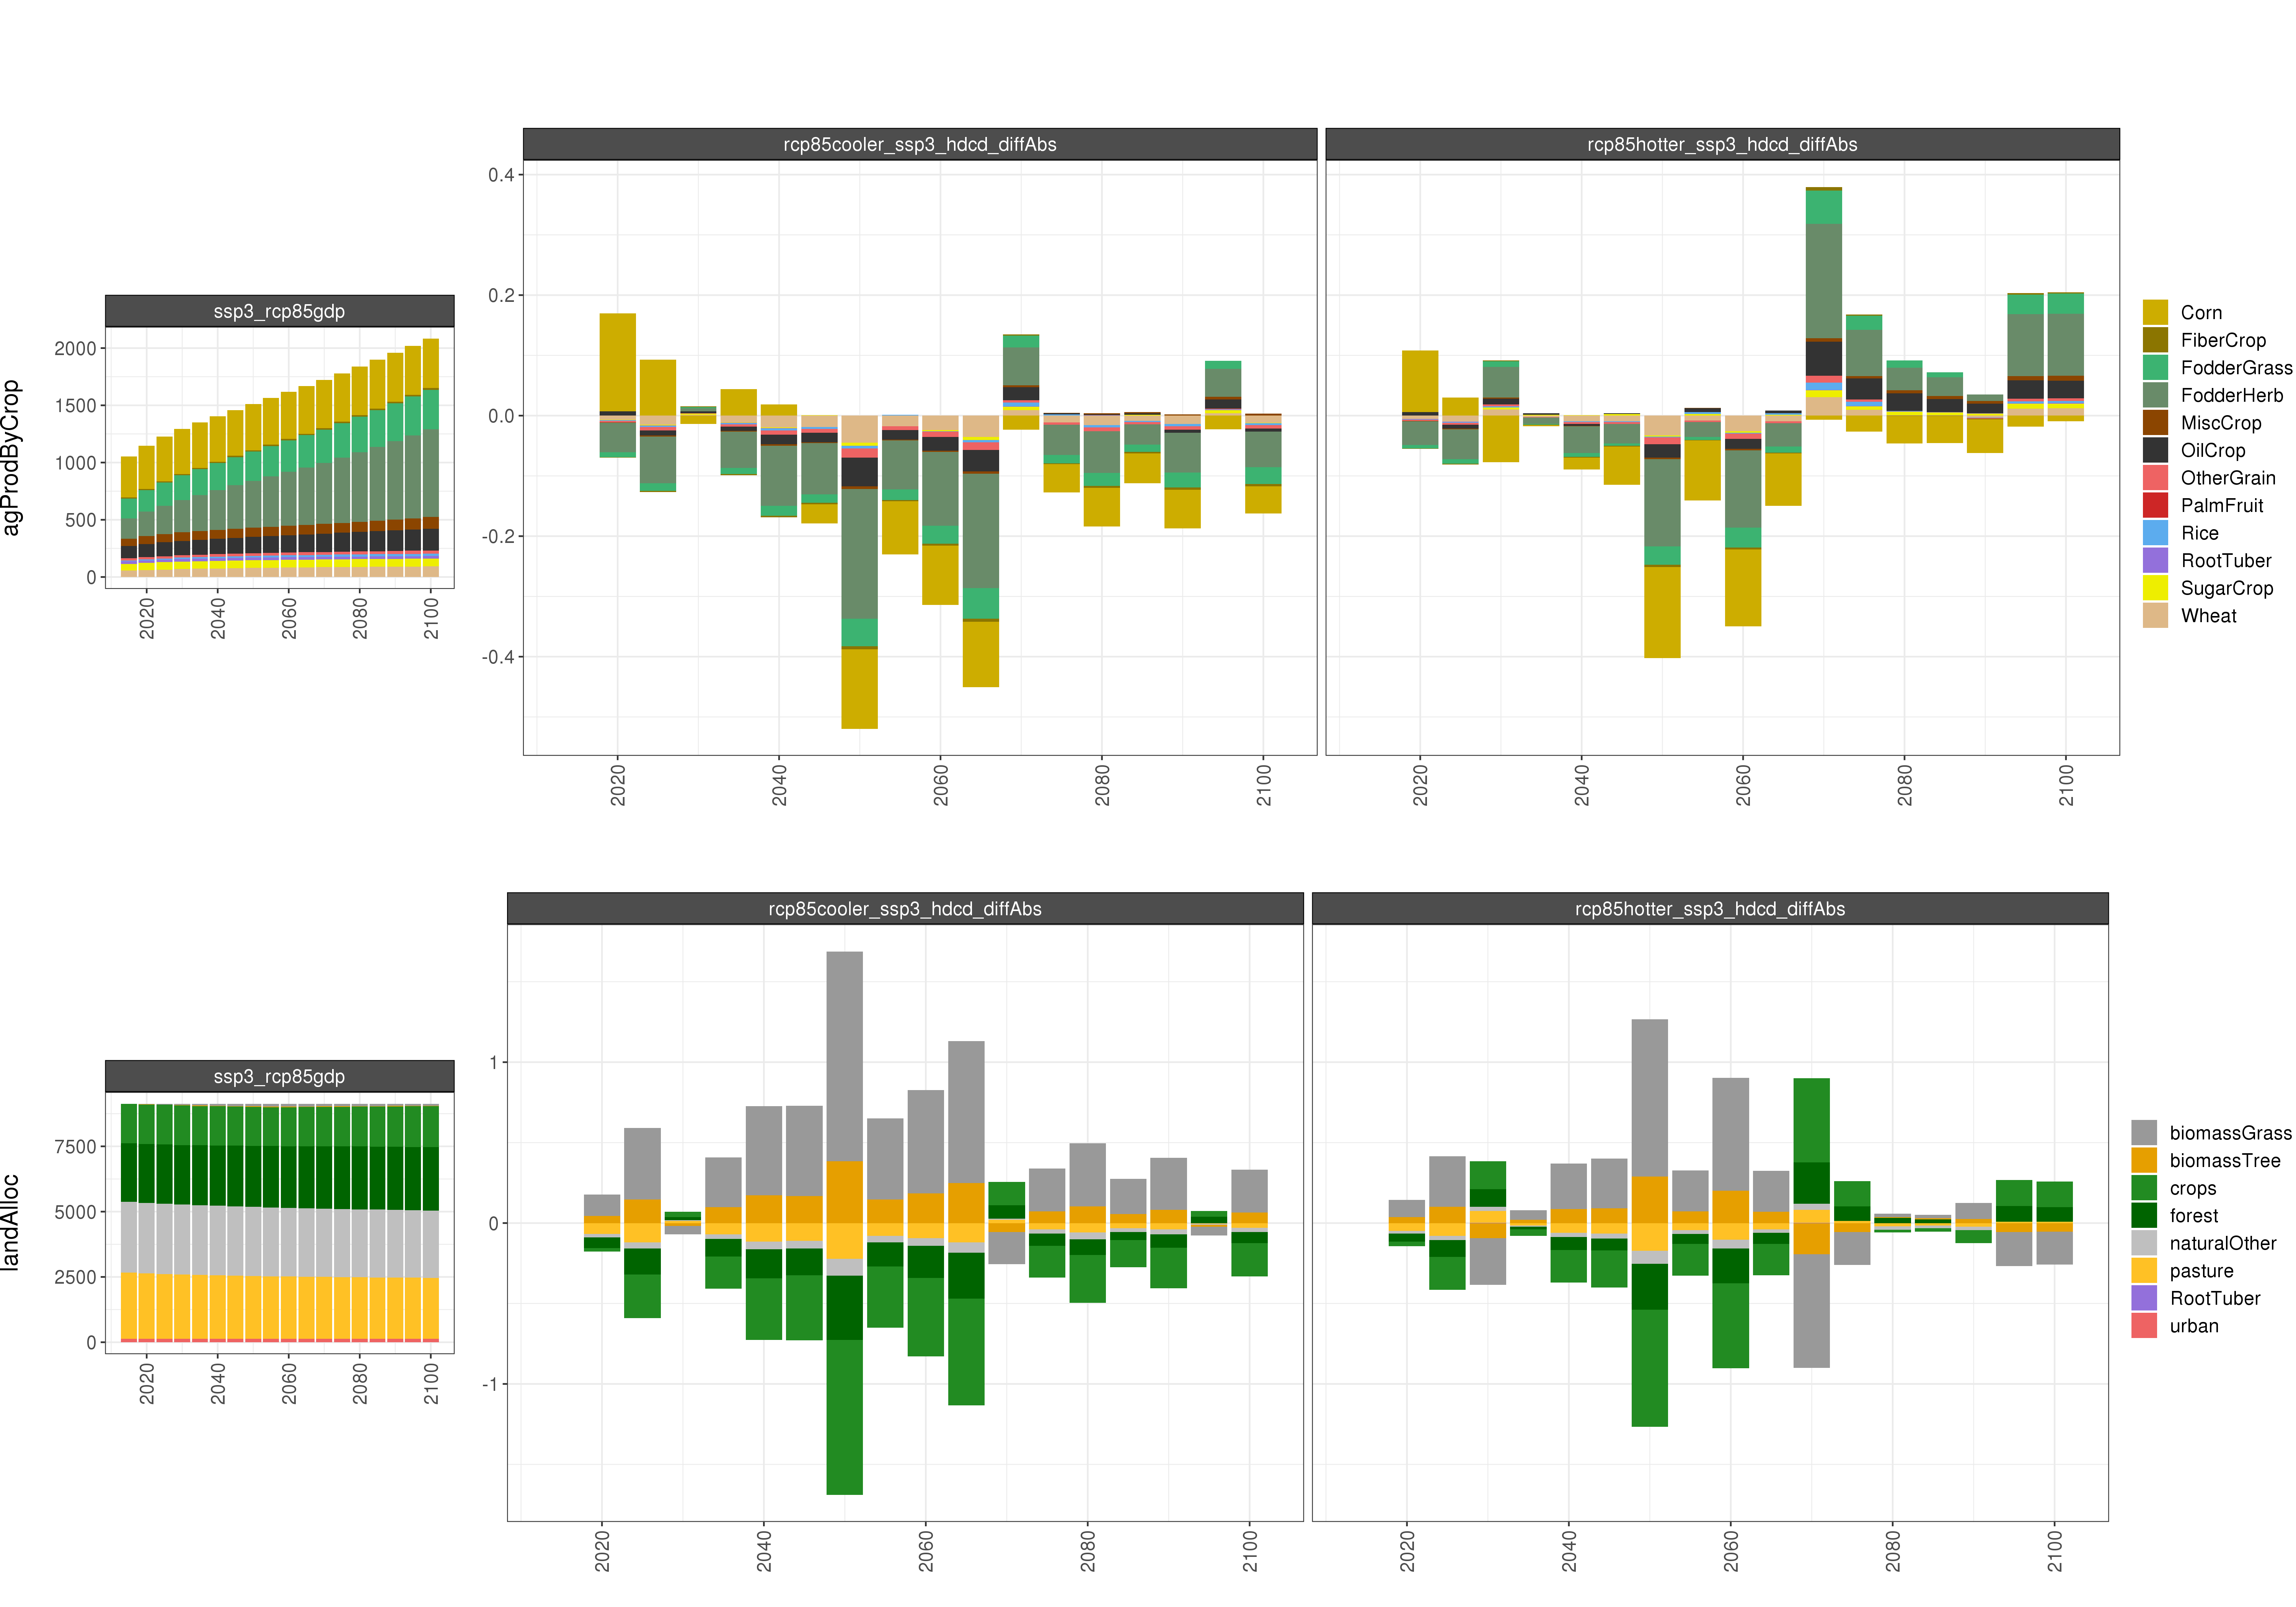 rcp85cooler_ssp3_hdcd_diffAbs
rcp85hotter_ssp3_hdcd_diffAbs
ssp3_rcp85gdp
agProdByCrop
2000
1500
1000
500
0
2020
2040
2060
2080
2100
0.4
0.2
0.0
-0.2
-0.4
2020
2040
2060
2080
2100
2020
2040
2060
2080
2100
Corn
FiberCrop
FodderGrass
FodderHerb
MiscCrop
OilCrop
OtherGrain
PalmFruit
Rice
RootTuber
SugarCrop
Wheat
rcp85cooler_ssp3_hdcd_diffAbs
rcp85hotter_ssp3_hdcd_diffAbs
ssp3_rcp85gdp
landAlloc
7500
5000
2500
0
2020
2040
2060
2080
2100
1
0
-1
2020
2040
2060
2080
2100
2020
2040
2060
2080
2100
biomassGrass
biomassTree
crops
forest
naturalOther
pasture
RootTuber
urban